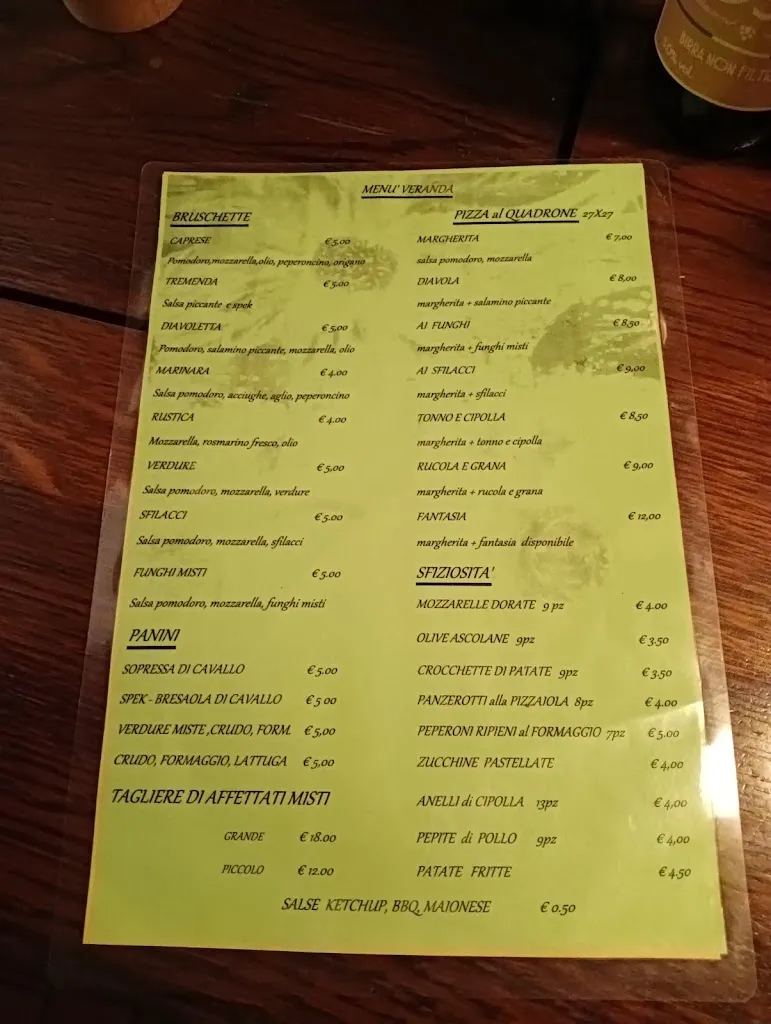 BIRRA NON FILTR
5,0% vol.
MENU' VERANDA
BRUSCHETTE
CAPRESE € 5.00
Pomodoro,mozzarella,olio, peperoncino, origano
TREMENDA € 5.00
Salsa piccante e spek
DIAVOLETTA € 5,00
Pomodoro, salamino piccante, mozzarella, olio
MARINARA € 4.00
Salsa pomodoro, acciughe, aglio, peperoncino
RUSTICA € 4.00
Mozzarella, rosmarino fresco, olio
VERDURE € 5,00
Salsa pomodoro, mozzarella, verdure
SFILACCI € 5.00
Salsa pomodoro, mozzarella, sfilacci
FUNGHI MISTI € 5.00
Salsa pomodoro, mozzarella, funghi misti
PANINI
SOPRESSA DI CAVALLO € 5,00
SPEK - BRESAOLA DI CAVALLO € 5 00
VERDURE MISTE ,CRUDO, FORM. € 5,00
CRUDO, FORMAGGIO, LATTUGA € 5,00
TAGLIERE DI AFFETTATI MISTI
GRANDE € 18.00
PICCOLO € 12.00
PIZZA al QUADRONE 27X27
MARGHERITA € 7,00
salsa pomodoro, mozzarella
DIAVOLA € 8,00
margherita + salamino piccante
AI FUNGHI € 8,50
margherita + funghi misti
AI SFILACCI € 9,00
margherita + sfilacci
TONNO E CIPOLLA € 8,50
margherita + tonno e cipolla
RUCOLA E GRANA € 9,00
margherita + rucola e grana
FANTASIA € 12,00
margherita + fantasia disponibile
SFIZIOSITA'
MOZZARELLE DORATE 9 pz € 4.00
OLIVE ASCOLANE 9pz € 3.50
CROCCHETTE DI PATATE 9pz € 3.50
PANZEROTTI alla PIZZAIOLA 8pz € 4.00
PEPERONI RIPIENI al FORMAGGIO 7pz € 5.00
ZUCCHINE PASTELLATE € 4,00
ANELLI di CIPOLLA 13pz € 4,00
PEPITE di POLLO 9pz € 4,00
PATATE FRITTE € 4.50
SALSE KETCHUP, BBQ, MAIONESE € 0.50